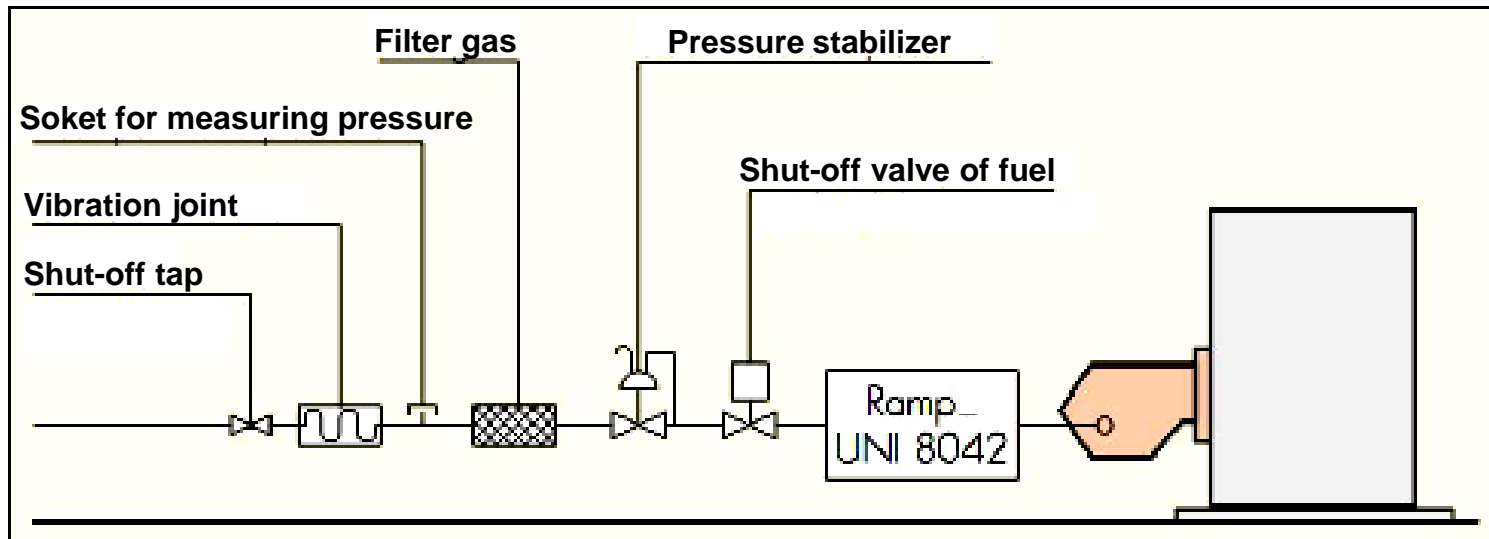 Filter gas
Pressure stabilizer
Soket for measuring pressure
Shut-off valve of fuel
Vibration joint
Shut-off tap
Ramp_
UNI 8042